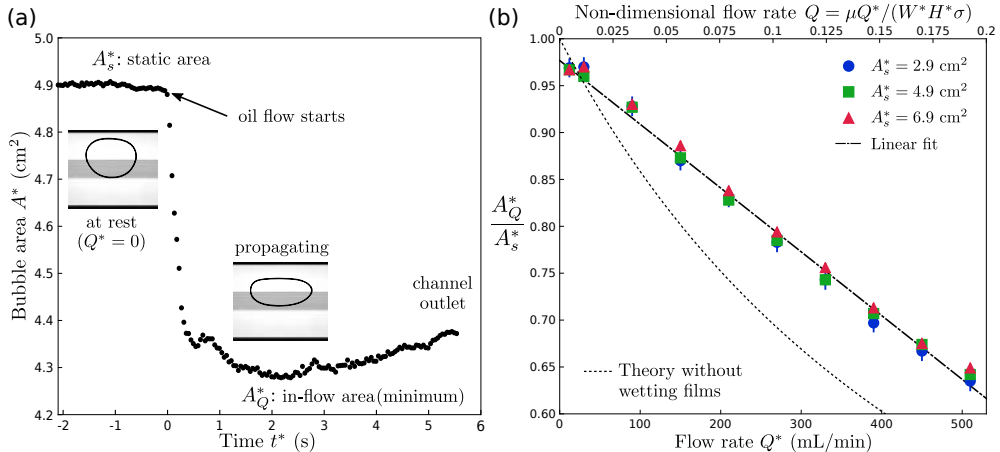 (a)
5.0
4.9
4.8
4.7
4.6
4.5
4.4
4.3
4.2
Bubble area A* (cm²)
-2
-1
0
1
2
3
4
5
6
Time t* (s)
A*ₛ: static area
oil flow starts
at rest
(Q* = 0)
propagating
channel
outlet
A*_Q: in-flow area(minimum)
(b)
Non-dimensional flow rate Q = μQ*/(W*H*σ)
0
0.025
0.05
0.075
0.1
0.125
0.15
0.17
0.2
1.00
0.95
0.90
0.85
0.80
0.75
0.70
0.65
0.60
A*_Q
A*ₛ
A*ₛ = 2.9 cm²
A*ₛ = 4.9 cm²
A*ₛ = 6.9 cm²
Linear fit
Theory without
wetting films
0
100
200
300
400
500
Flow rate Q* (mL/min)